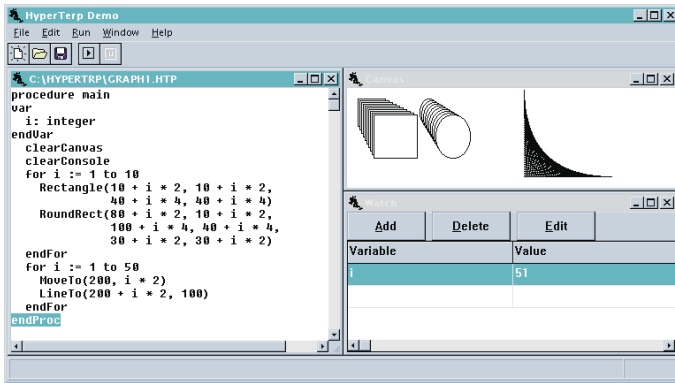 HyperTerp Demo
File Edit Run Window Help
C:\HYPERTRP\GRAPH1.HTP
procedure main
var
i: integer
endVar
clearCanvas
clearConsole
for i := 1 to 10
Rectangle(10 + i * 2, 10 + i * 2,
40 + i * 4, 40 + i * 4)
RoundRect(80 + i * 2, 10 + i * 2,
100 + i * 4, 40 + i * 4,
30 + i * 2, 30 + i * 2)
endFor
for i := 1 to 50
MoveTo(200, i * 2)
LineTo(200 + i * 2, 100)
endFor
endProc
Canvas
Watch
Add Delete Edit
Variable Value
i 51